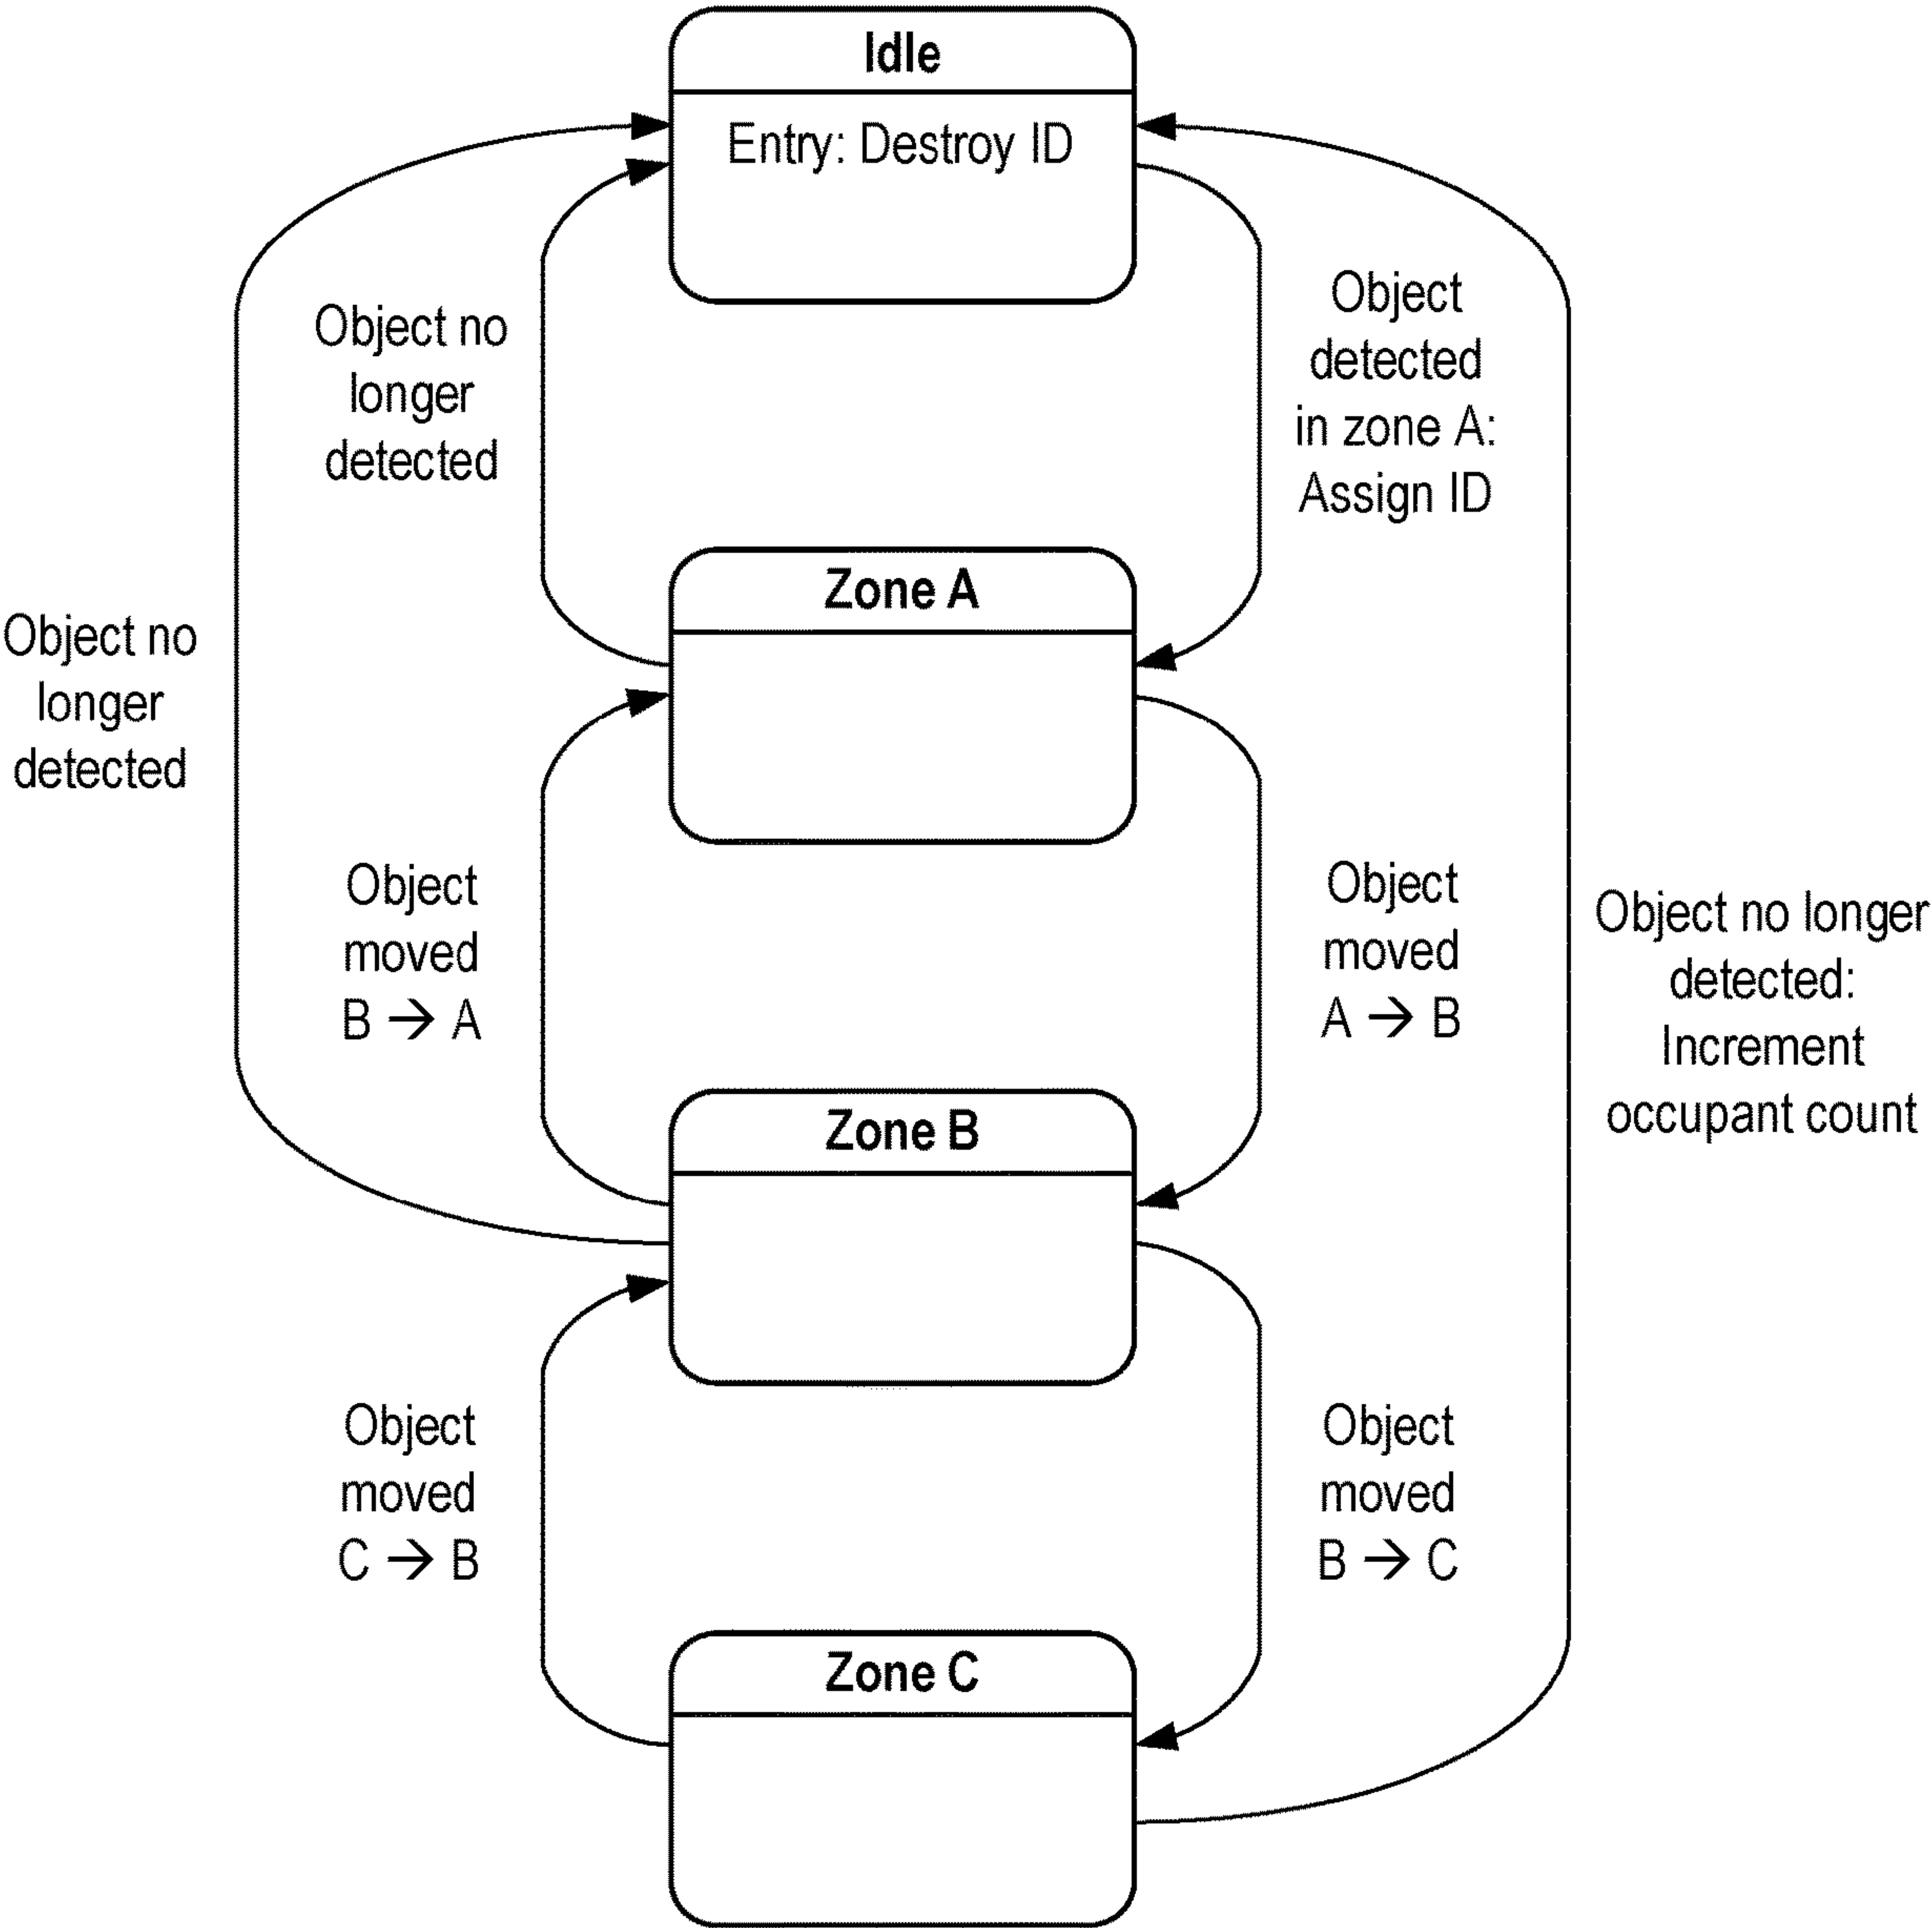 Idle
Entry: Destroy ID
Object no
longer
detected
Object
detected
in zone A:
Assign ID
Zone A
Object no
longer
detected
Object
moved
B → A
Object
moved
A → B
Object no longer
detected:
Increment
occupant count
Zone B
Object
moved
C → B
Object
moved
B → C
Zone C